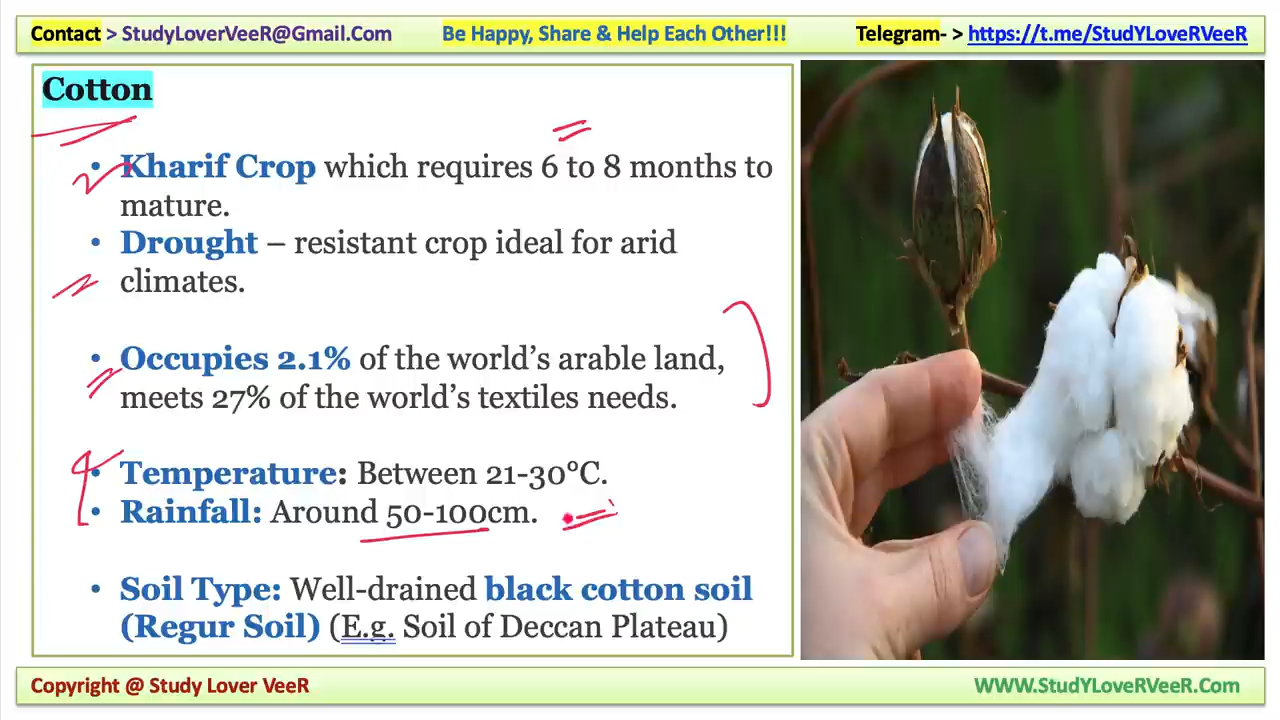 Contact > StudyLoverVeeR@Gmail.Com Be Happy, Share & Help Each Other!!! Telegram- > https://t.me/StudYLoveRVeeR
Cotton
• Kharif Crop which requires 6 to 8 months to
mature.
• Drought – resistant crop ideal for arid
climates.
• Occupies 2.1% of the world's arable land,
meets 27% of the world's textiles needs.
• Temperature: Between 21-30°C.
• Rainfall: Around 50-100cm.
• Soil Type: Well-drained black cotton soil
(Regur Soil) (E.g. Soil of Deccan Plateau)
Copyright @ Study Lover VeeR WWW.StudYLoveRVeeR.Com